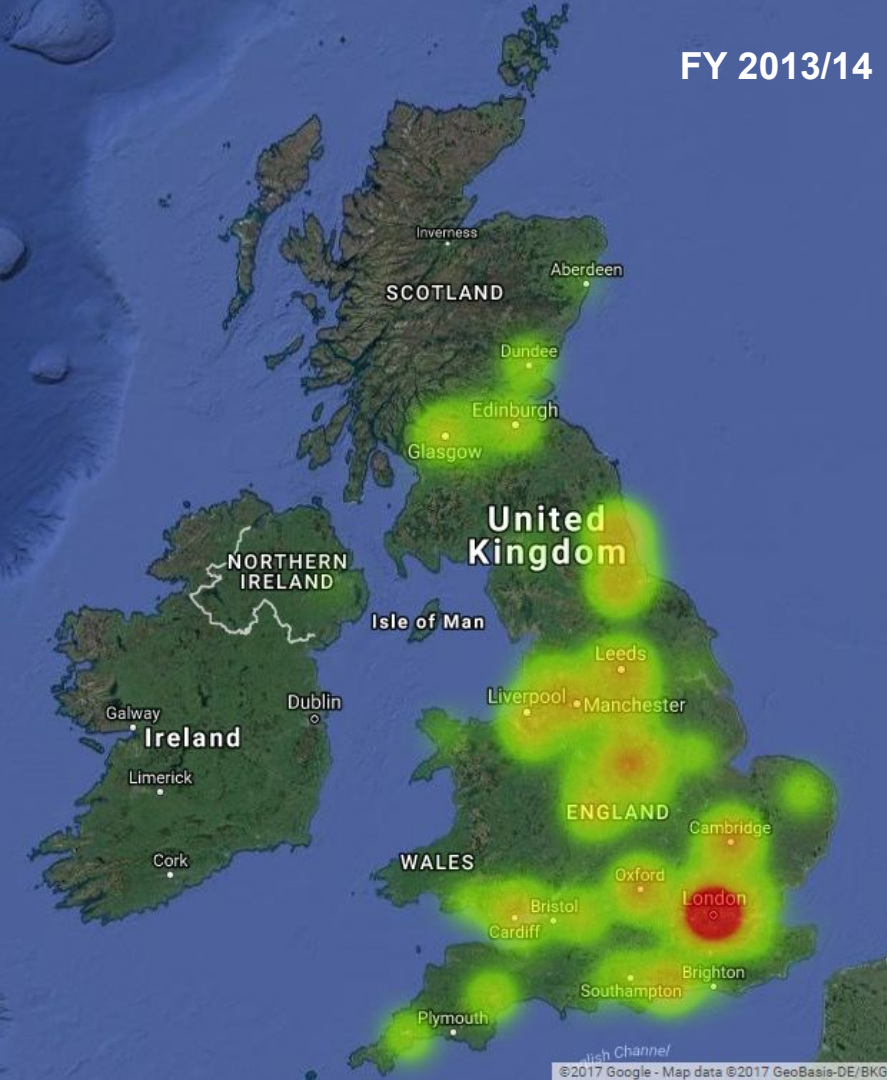 FY 2013/14
Inverness
Aberdeen
SCOTLAND
Dundee
Edinburgh
Glasgow
United
Kingdom
NORTHERN
IRELAND
Isle of Man
Leeds
Liverpool
Manchester
Dublin
Galway
Ireland
Limerick
ENGLAND
Cambridge
Cork
WALES
Oxford
London
Bristol
Cardiff
Brighton
Southampton
Plymouth
glish Channel
©2017 Google - Map data ©2017 GeoBasis-DE/BKG